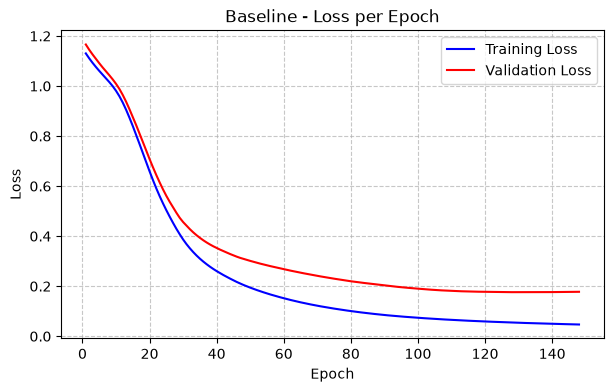 Baseline - Loss per Epoch
Training Loss
Validation Loss
Loss
1.2
1.0
0.8
0.6
0.4
0.2
0.0
0 20 40 60 80 100 120 140
Epoch